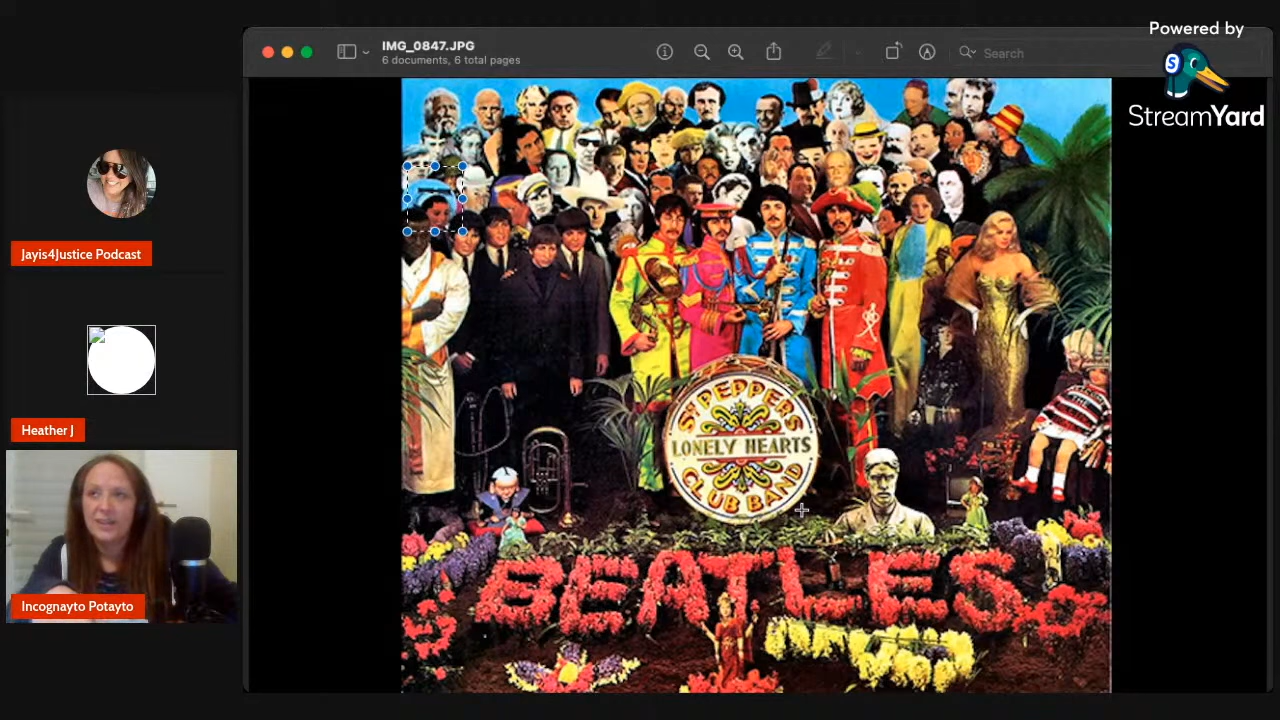 IMG_0847.JPG
6 documents, 6 total pages
Search
Powered by
StreamYard
Jayis4Justice Podcast
Heather J
Incognayto Potayto
SGT PEPPERS
LONELY HEARTS
CLUB BAND
BEATLES